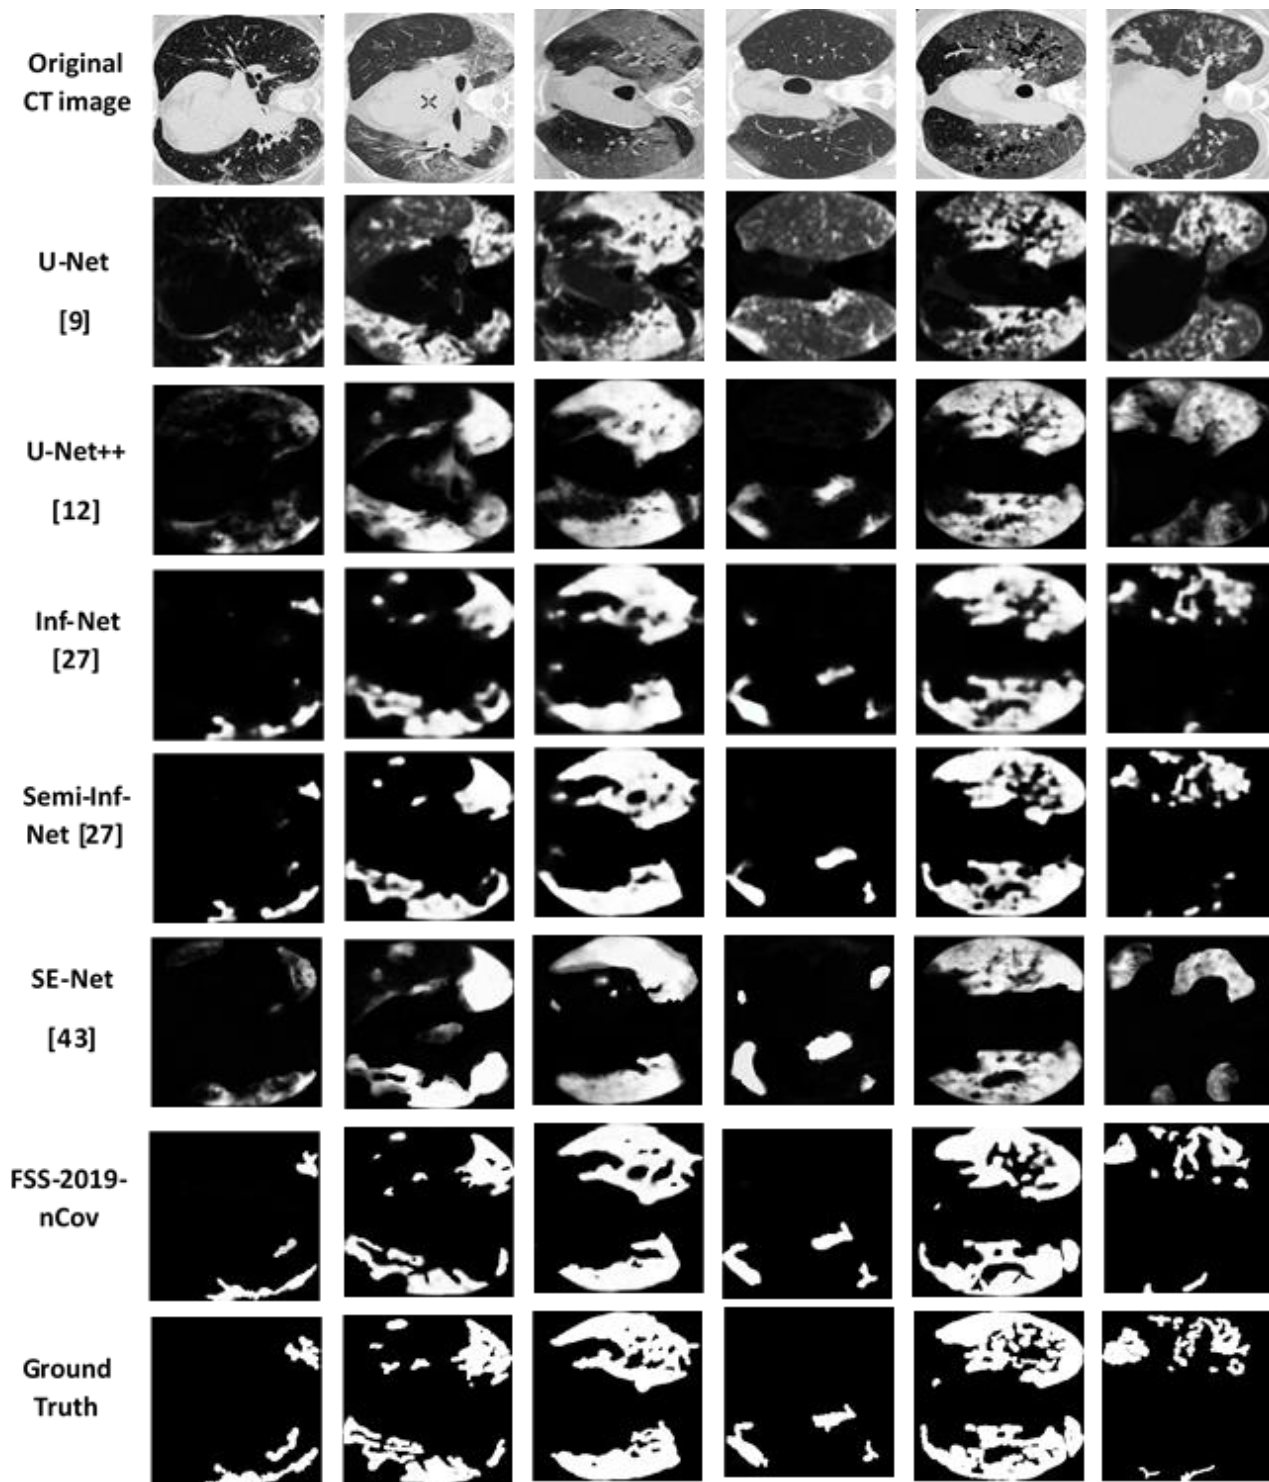 Original
CT image
U-Net
[9]
U-Net++
[12]
Inf-Net
[27]
Semi-Inf-
Net [27]
SE-Net
[43]
FSS-2019-
nCov
Ground
Truth